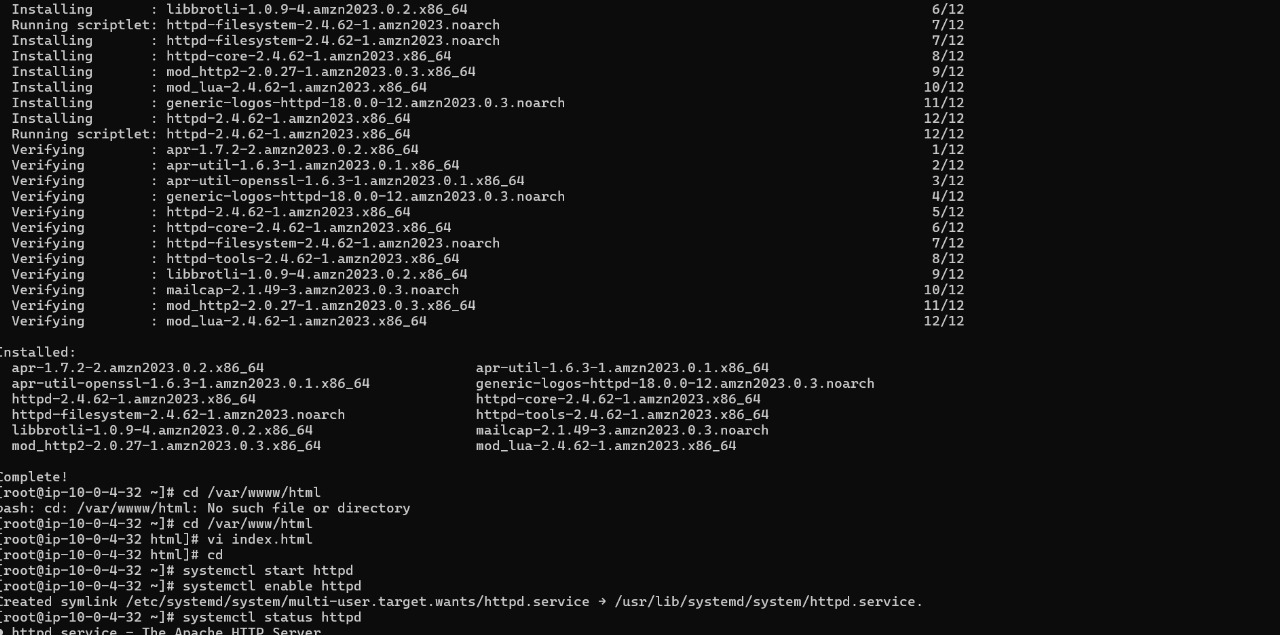 Installing : libbrotli-1.0.9-4.amzn2023.0.2.x86_64 6/12
Running scriptlet: httpd-filesystem-2.4.62-1.amzn2023.noarch 7/12
Installing : httpd-filesystem-2.4.62-1.amzn2023.noarch 7/12
Installing : httpd-core-2.4.62-1.amzn2023.x86_64 8/12
Installing : mod_http2-2.0.27-1.amzn2023.0.3.x86_64 9/12
Installing : mod_lua-2.4.62-1.amzn2023.x86_64 10/12
Installing : generic-logos-httpd-18.0.0-12.amzn2023.0.3.noarch 11/12
Installing : httpd-2.4.62-1.amzn2023.x86_64 12/12
Running scriptlet: httpd-2.4.62-1.amzn2023.x86_64 12/12
Verifying : apr-1.7.2-2.amzn2023.0.2.x86_64 1/12
Verifying : apr-util-1.6.3-1.amzn2023.0.1.x86_64 2/12
Verifying : apr-util-openssl-1.6.3-1.amzn2023.0.1.x86_64 3/12
Verifying : generic-logos-httpd-18.0.0-12.amzn2023.0.3.noarch 4/12
Verifying : httpd-2.4.62-1.amzn2023.x86_64 5/12
Verifying : httpd-core-2.4.62-1.amzn2023.x86_64 6/12
Verifying : httpd-filesystem-2.4.62-1.amzn2023.noarch 7/12
Verifying : httpd-tools-2.4.62-1.amzn2023.x86_64 8/12
Verifying : libbrotli-1.0.9-4.amzn2023.0.2.x86_64 9/12
Verifying : mailcap-2.1.49-3.amzn2023.0.3.noarch 10/12
Verifying : mod_http2-2.0.27-1.amzn2023.0.3.x86_64 11/12
Verifying : mod_lua-2.4.62-1.amzn2023.x86_64 12/12
Installed:
apr-1.7.2-2.amzn2023.0.2.x86_64 apr-util-1.6.3-1.amzn2023.0.1.x86_64
apr-util-openssl-1.6.3-1.amzn2023.0.1.x86_64 generic-logos-httpd-18.0.0-12.amzn2023.0.3.noarch
httpd-2.4.62-1.amzn2023.x86_64 httpd-core-2.4.62-1.amzn2023.x86_64
httpd-filesystem-2.4.62-1.amzn2023.noarch httpd-tools-2.4.62-1.amzn2023.x86_64
libbrotli-1.0.9-4.amzn2023.0.2.x86_64 mailcap-2.1.49-3.amzn2023.0.3.noarch
mod_http2-2.0.27-1.amzn2023.0.3.x86_64 mod_lua-2.4.62-1.amzn2023.x86_64
Complete!
[root@ip-10-0-4-32 ~]# cd /var/wwww/html
bash: cd: /var/wwww/html: No such file or directory
[root@ip-10-0-4-32 ~]# cd /var/www/html
[root@ip-10-0-4-32 html]# vi index.html
[root@ip-10-0-4-32 html]# cd
[root@ip-10-0-4-32 ~]# systemctl start httpd
[root@ip-10-0-4-32 ~]# systemctl enable httpd
Created symlink /etc/systemd/system/multi-user.target.wants/httpd.service → /usr/lib/systemd/system/httpd.service.
[root@ip-10-0-4-32 ~]# systemctl status httpd
● httpd.service - The Apache HTTP Server